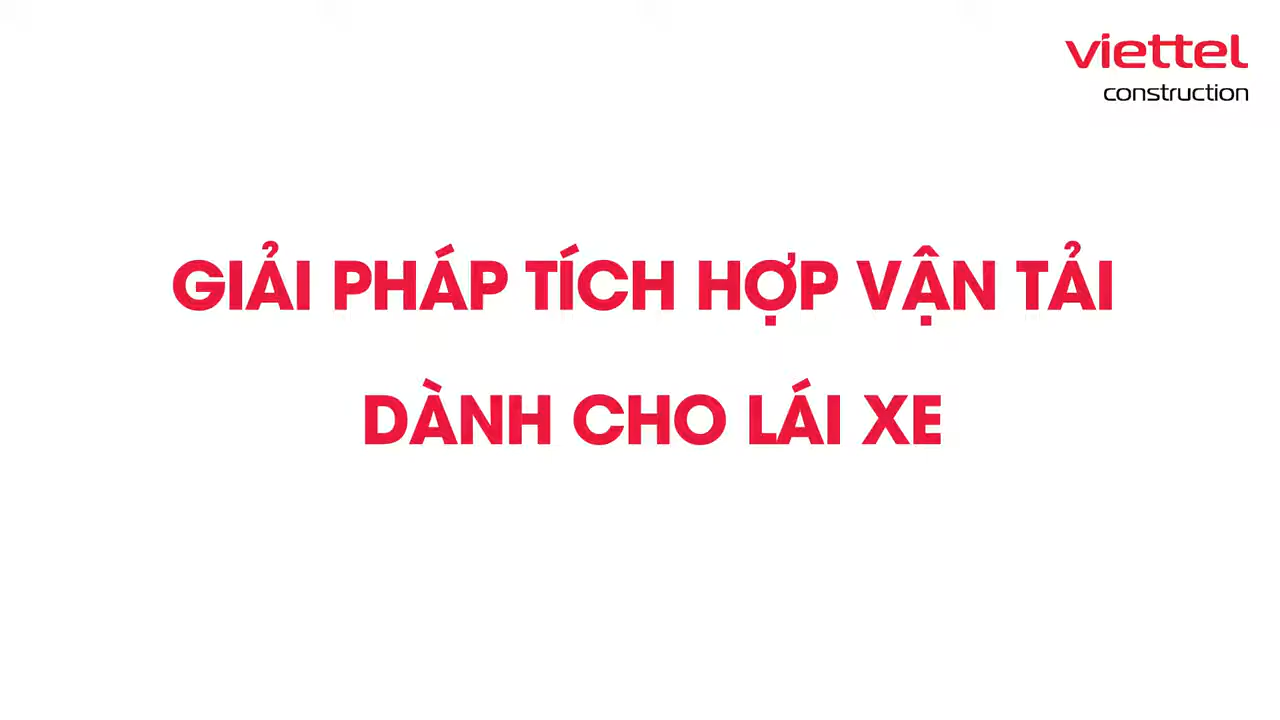 viettel
construction
GIẢI PHÁP TÍCH HỢP VẬN TẢI
DÀNH CHO LÁI XE